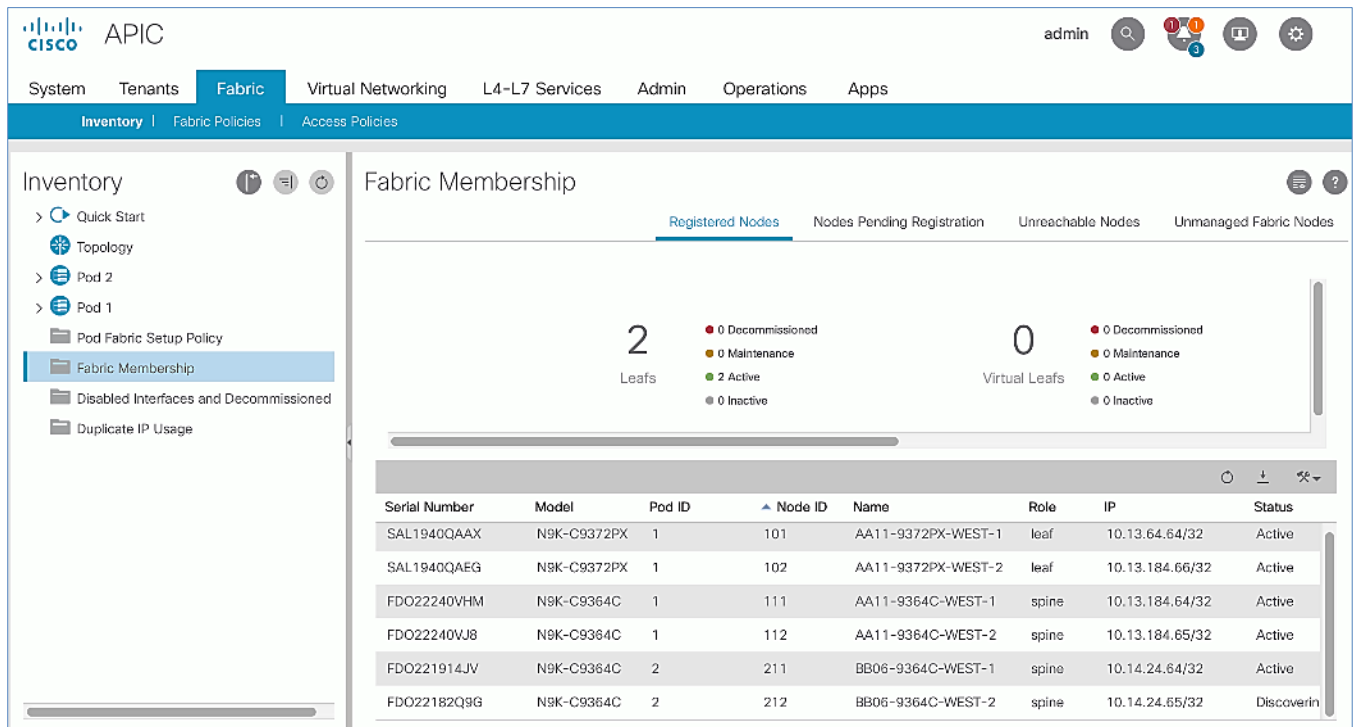 CISCO APIC admin 1 1 3
System Tenants Fabric Virtual Networking L4-L7 Services Admin Operations Apps
Inventory | Fabric Policies | Access Policies
Inventory
Quick Start
Topology
Pod 2
Pod 1
Pod Fabric Setup Policy
Fabric Membership
Disabled Interfaces and Decommissioned
Duplicate IP Usage
Fabric Membership ?
Registered Nodes Nodes Pending Registration Unreachable Nodes Unmanaged Fabric Nodes
2
Leafs
0 Decommissioned
0 Maintenance
2 Active
0 Inactive
0
Virtual Leafs
0 Decommissioned
0 Maintenance
0 Active
0 Inactive
Serial Number Model Pod ID Node ID Name Role IP Status
SAL1940QAAX N9K-C9372PX 1 101 AA11-9372PX-WEST-1 leaf 10.13.64.64/32 Active
SAL1940QAEG N9K-C9372PX 1 102 AA11-9372PX-WEST-2 leaf 10.13.184.66/32 Active
FDO22240VHM N9K-C9364C 1 111 AA11-9364C-WEST-1 spine 10.13.184.64/32 Active
FDO22240VJ8 N9K-C9364C 1 112 AA11-9364C-WEST-2 spine 10.13.184.65/32 Active
FDO221914JV N9K-C9364C 2 211 BB06-9364C-WEST-1 spine 10.14.24.64/32 Active
FDO22182Q9G N9K-C9364C 2 212 BB06-9364C-WEST-2 spine 10.14.24.65/32 Discoverin